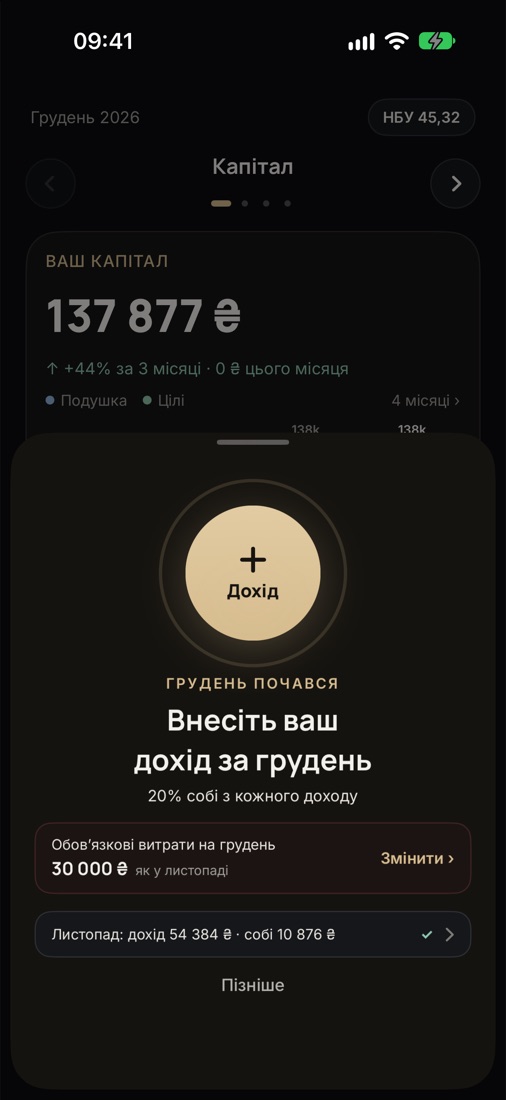 09:41
Грудень 2026
НБУ 45,32
Капітал
ВАШ КАПІТАЛ
137 877 ₴
↑ +44% за 3 місяці · 0 ₴ цього місяця
Подушка Цілі
4 місяці ›
138k 138k
+
Дохід
ГРУДЕНЬ ПОЧАВСЯ
Внесіть ваш
дохід за грудень
20% собі з кожного доходу
Обов’язкові витрати на грудень
30 000 ₴ як у листопаді
Змінити ›
Листопад: дохід 54 384 ₴ · собі 10 876 ₴
Пізніше